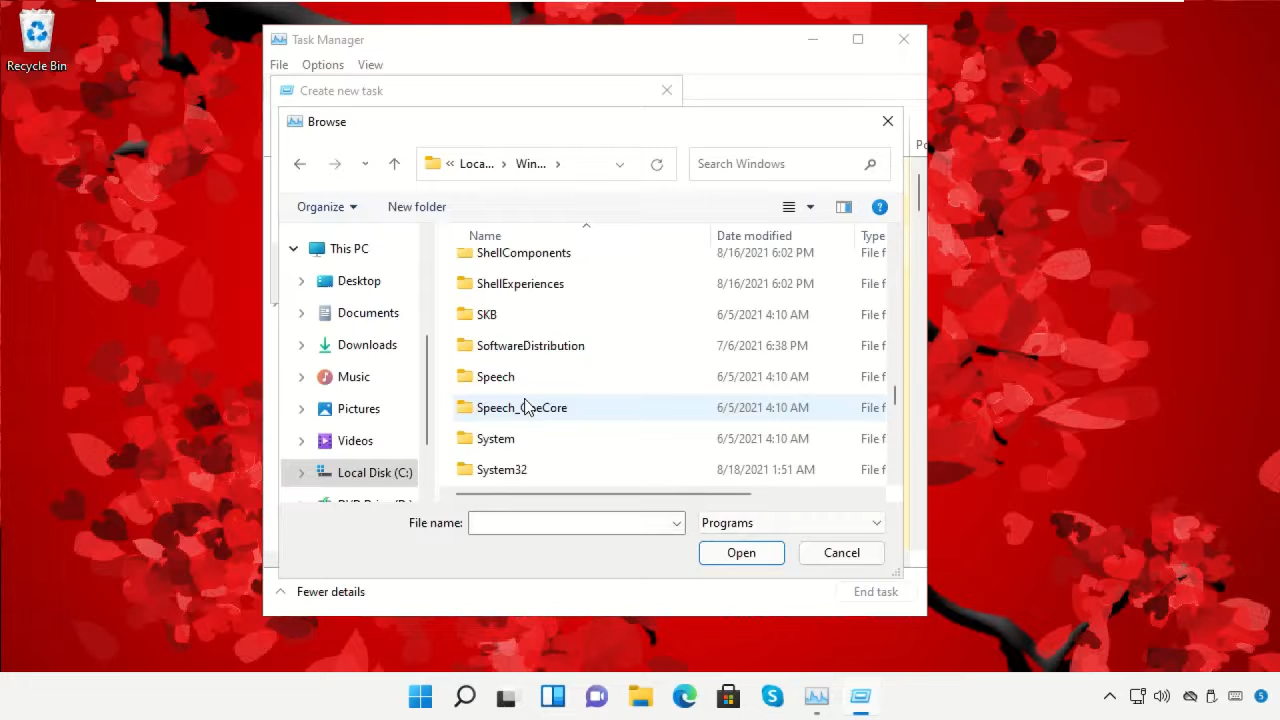 Recycle Bin
Task Manager
File Options View
Create new task
Browse
« Loca... › Win... ›
Search Windows
Organize
New folder
Name
Date modified
Type
This PC
Desktop
Documents
Downloads
Music
Pictures
Videos
Local Disk (C:)
ShellComponents 8/16/2021 6:02 PM File f
ShellExperiences 8/16/2021 6:02 PM File f
SKB 6/5/2021 4:10 AM File f
SoftwareDistribution 7/6/2021 6:38 PM File f
Speech 6/5/2021 4:10 AM File f
Speech_OneCore 6/5/2021 4:10 AM File f
System 6/5/2021 4:10 AM File f
System32 8/18/2021 1:51 AM File f
File name:
Programs
Open
Cancel
Fewer details
End task
5